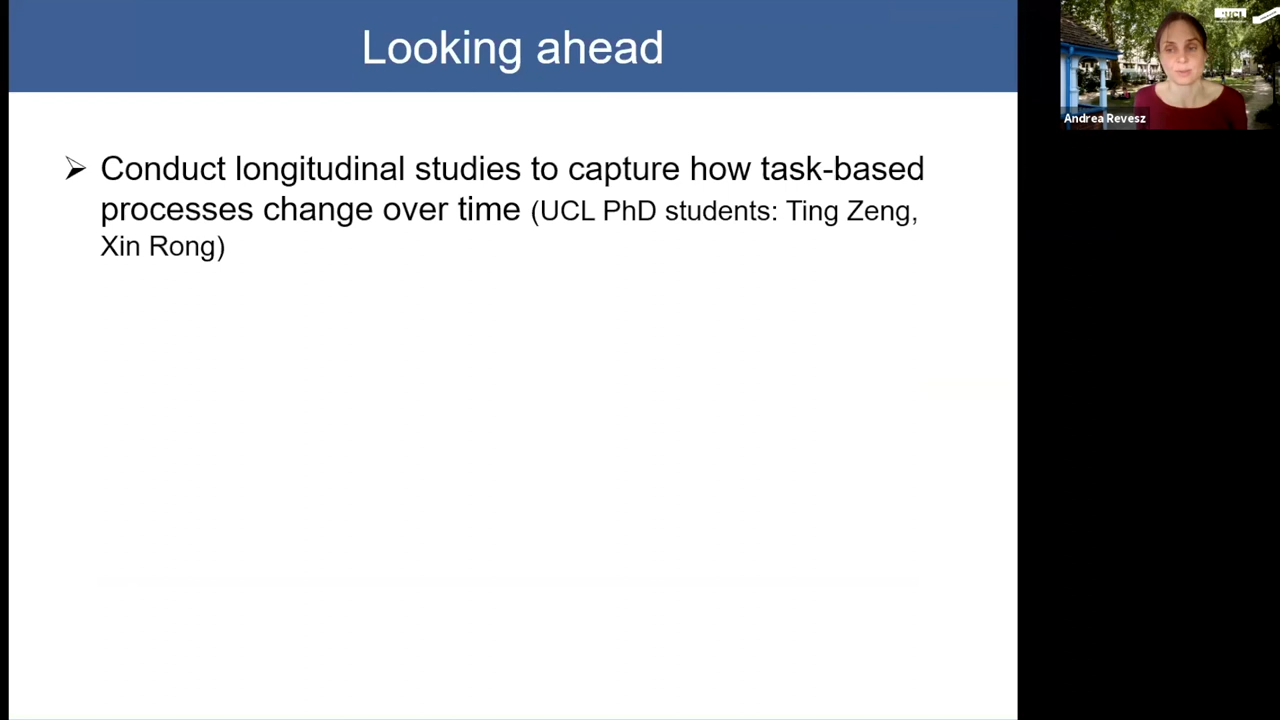 Looking ahead
➢ Conduct longitudinal studies to capture how task-based
processes change over time (UCL PhD students: Ting Zeng,
Xin Rong)
UCL
Andrea Revesz